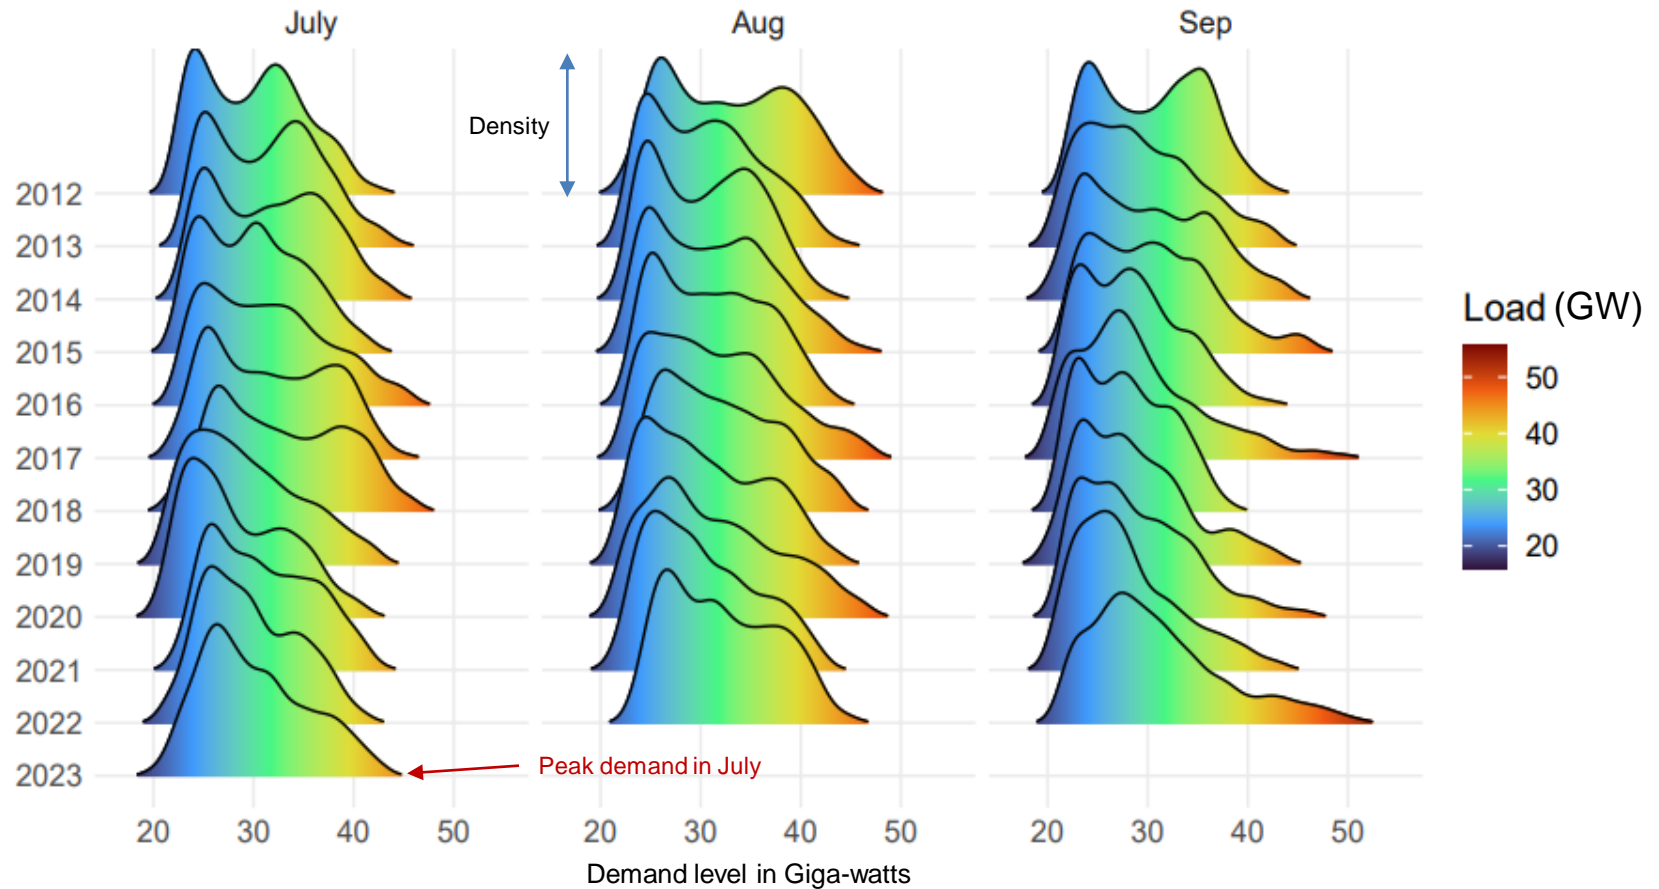 July Aug Sep
Density
2012
2013
2014
2015
2016
2017
2018
2019
2020
2021
2022
2023
Load (GW)
50
40
30
20
Peak demand in July
20 30 40 50 20 30 40 50 20 30 40 50
Demand level in Giga-watts